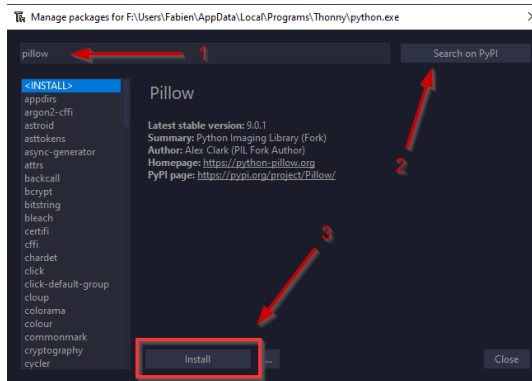 Manage packages for F:\Users\Fabien\AppData\Local\Programs\Thonny\python.exe
pillow
1
Search on PyPI
2
<INSTALL>
appdirs
argon2-cffi
astroid
asttokens
async-generator
attrs
backcall
bcrypt
bitstring
bleach
certifi
cffi
chardet
click
click-default-group
cloup
colorama
colour
commonmark
cryptography
cycler
Pillow
Latest stable version: 9.0.1
Summary: Python Imaging Library (Fork)
Author: Alex Clark (PIL Fork Author)
Homepage: https://python-pillow.org
PyPI page: https://pypi.org/project/Pillow/
3
Install
...
Close